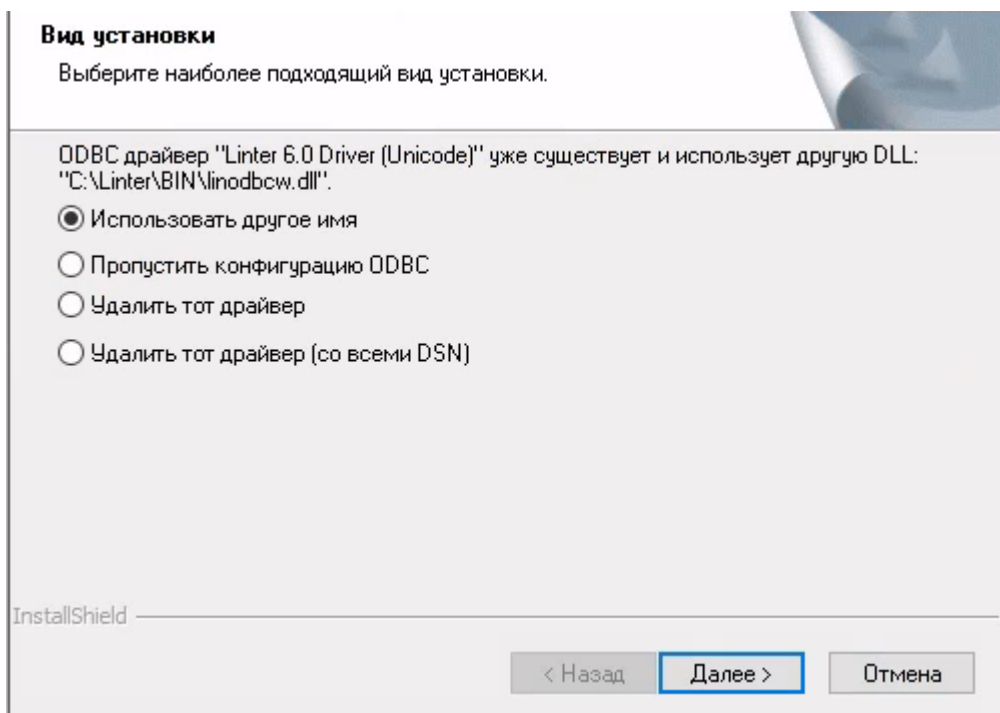 Вид установки
Выберите наиболее подходящий вид установки.
ODBC драйвер "Linter 6.0 Driver (Unicode)" уже существует и использует другую DLL:
"C:\Linter\BIN\linodbcw.dll".
Использовать другое имя
Пропустить конфигурацию ODBC
Удалить тот драйвер
Удалить тот драйвер (со всеми DSN)
InstallShield
< Назад Далее > Отмена